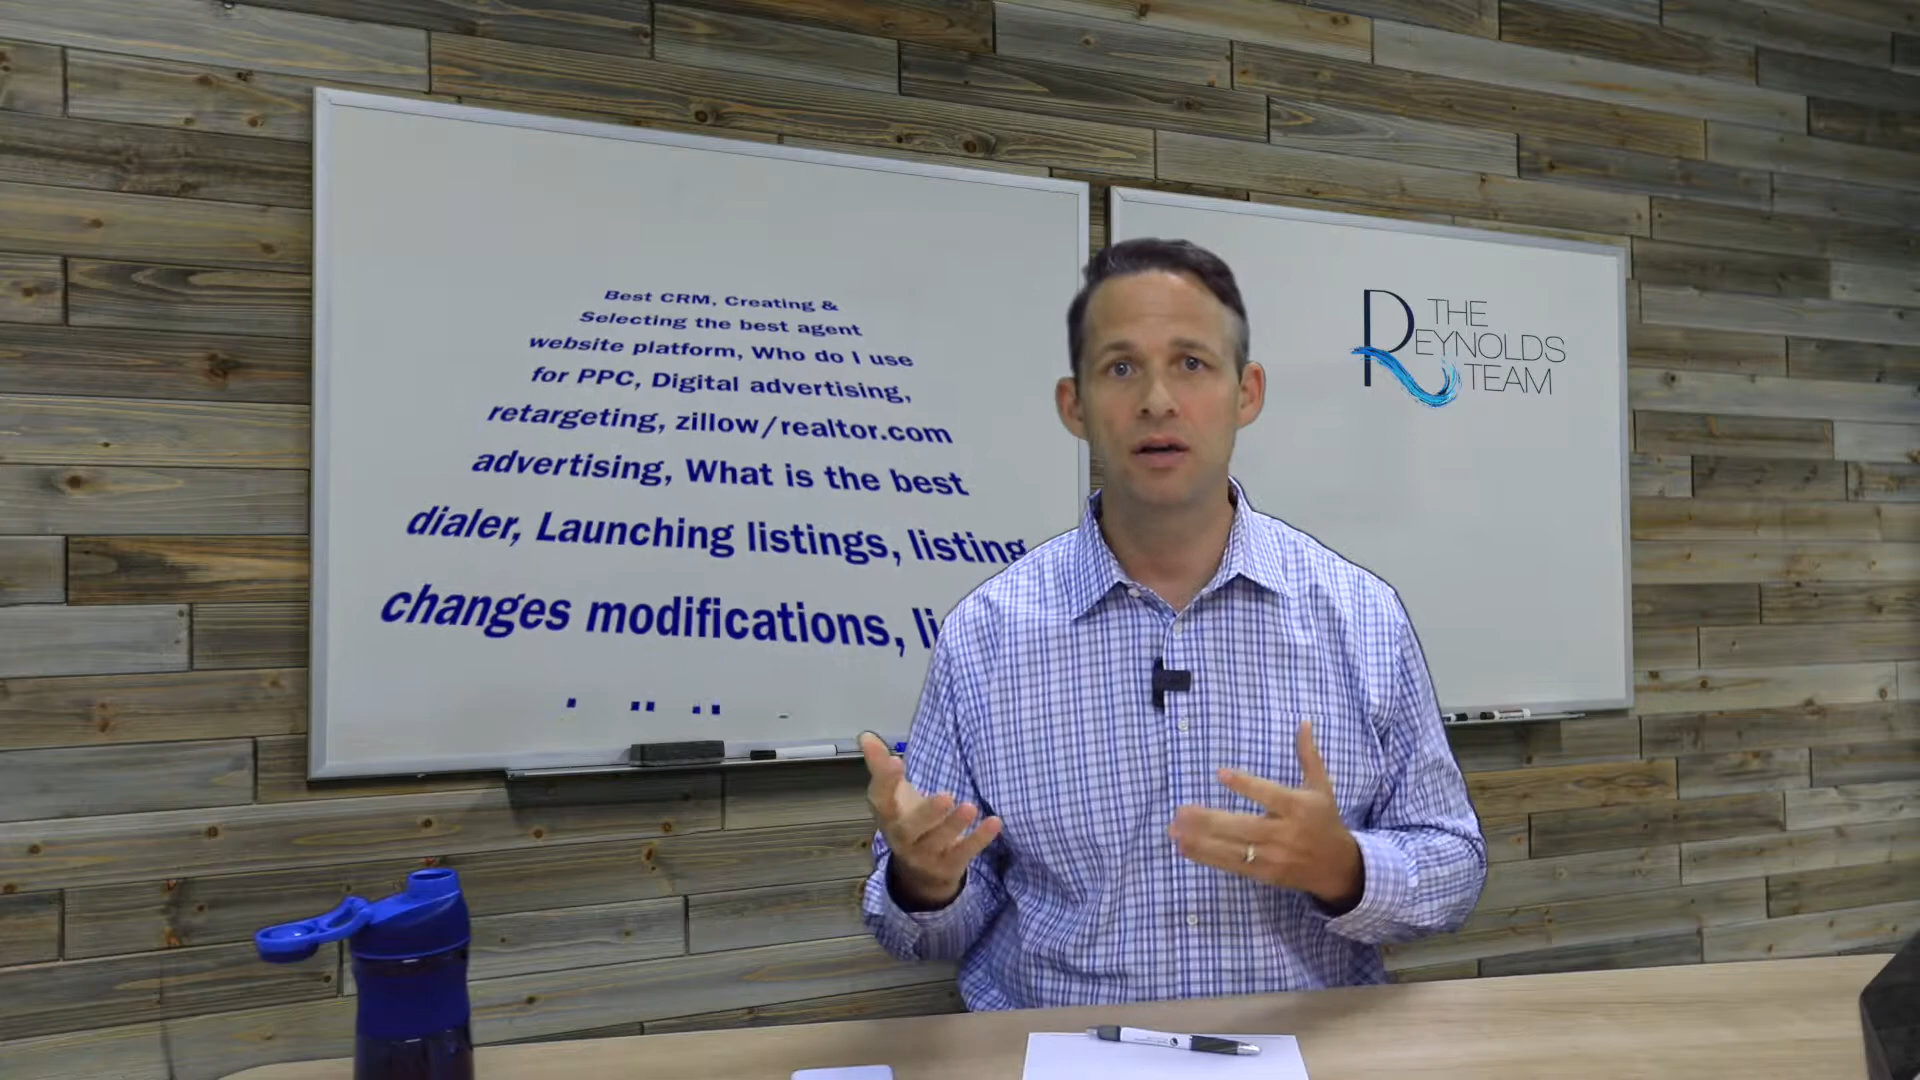 Best CRM, Creating &
Selecting the best agent
website platform, Who do I use
for PPC, Digital advertising,
retargeting, zillow/realtor.com
advertising, What is the best
dialer, Launching listings, listing
changes modifications,
THE
REYNOLDS
TEAM